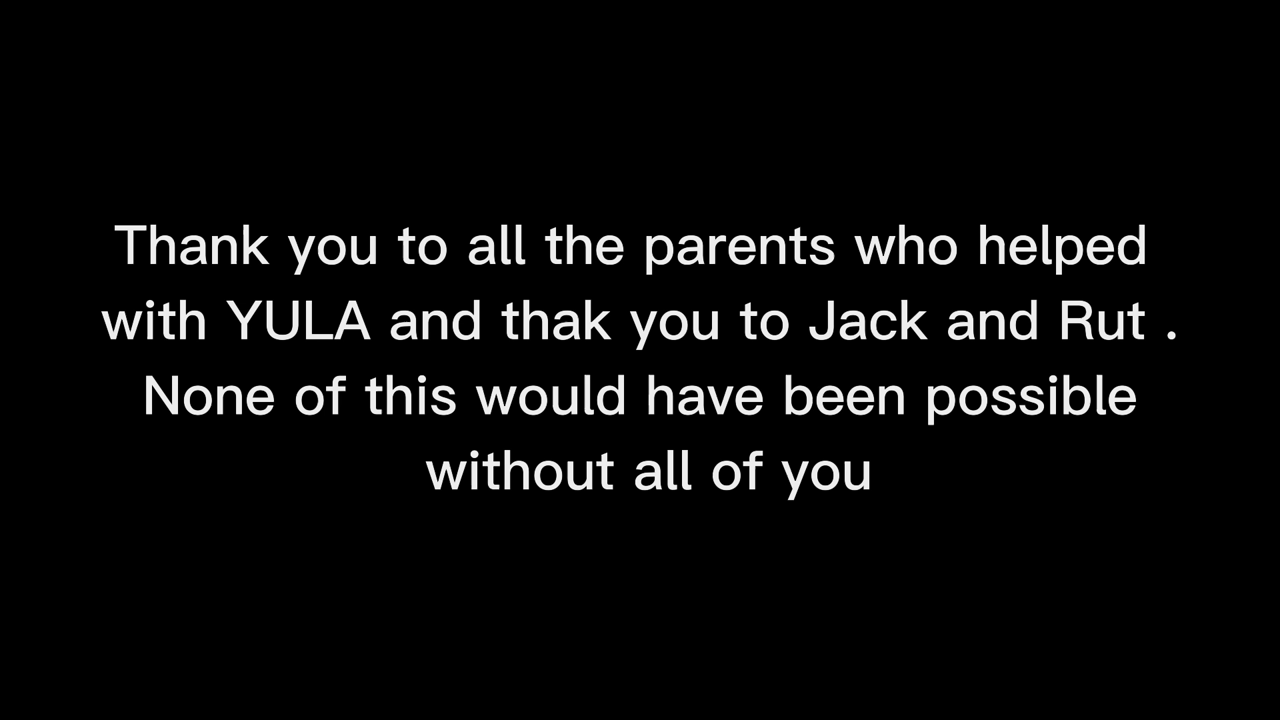 Thank you to all the parents who helped
with YULA and thak you to Jack and Rut .
None of this would have been possible
without all of you